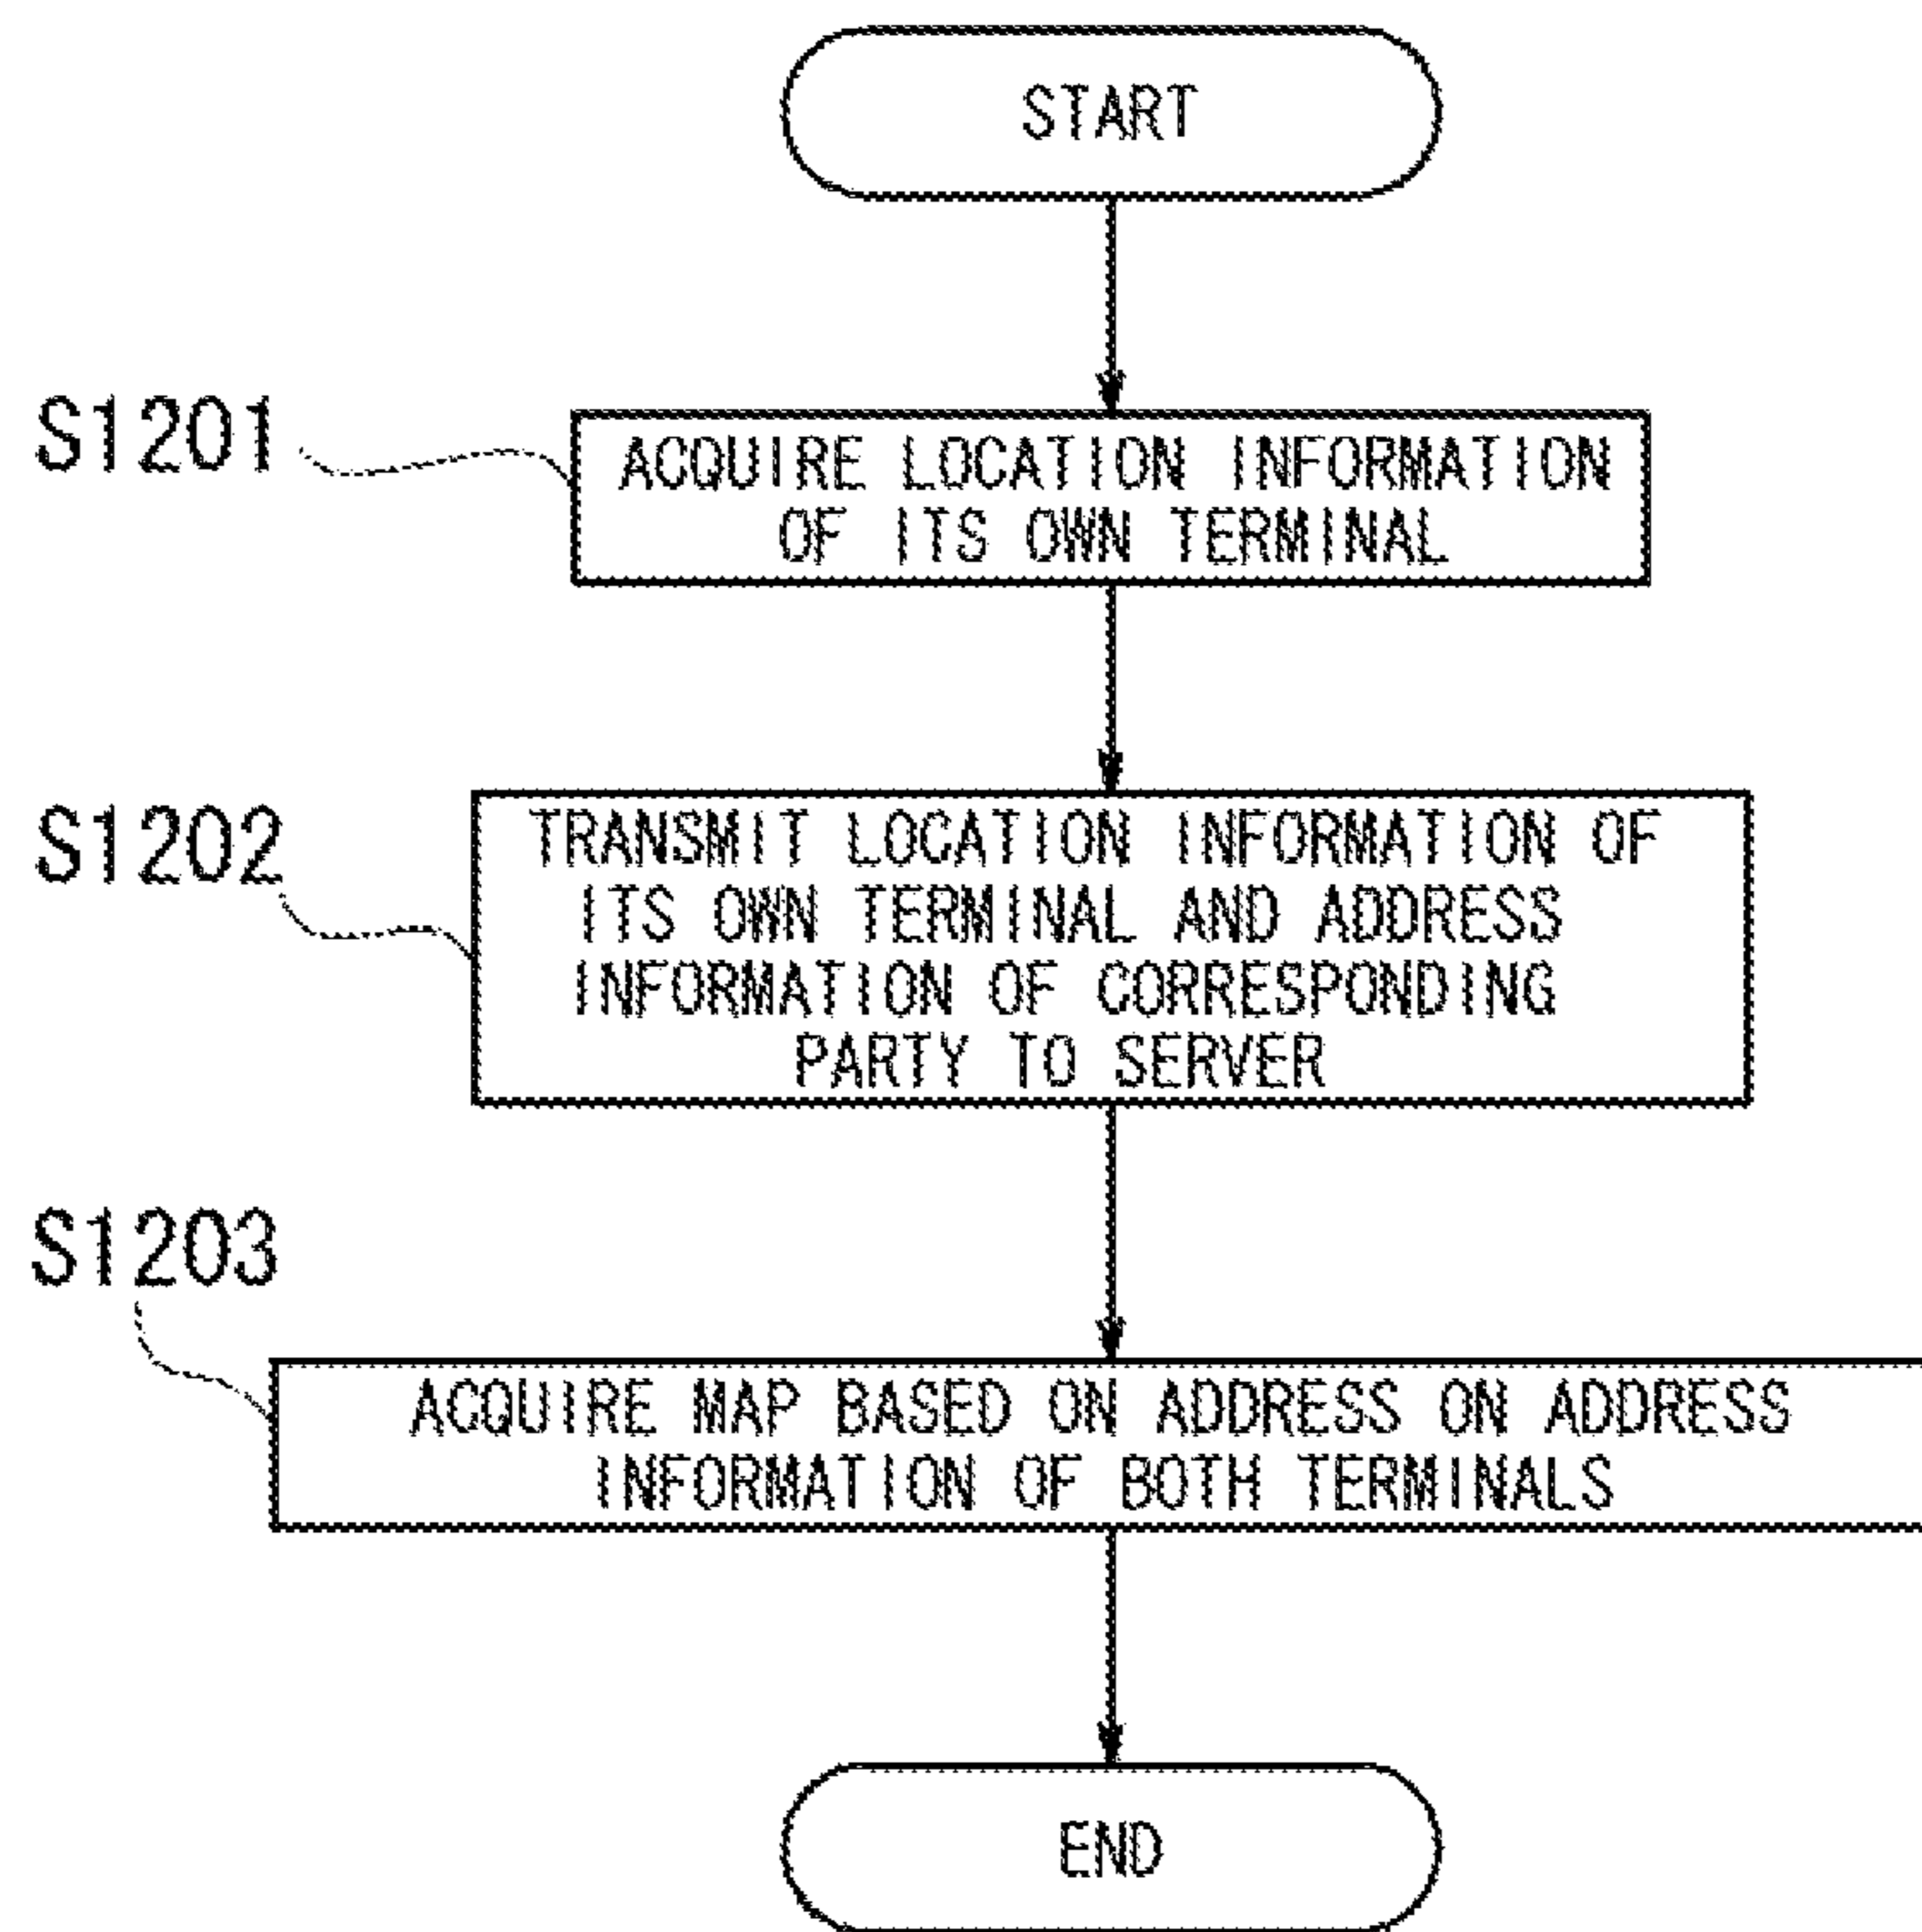 START
S1201
ACQUIRE LOCATION INFORMATION
OF ITS OWN TERMINAL
S1202
TRANSMIT LOCATION INFORMATION OF
ITS OWN TERMINAL AND ADDRESS
INFORMATION OF CORRESPONDING
PARTY TO SERVER
S1203
ACQUIRE MAP BASED ON ADDRESS ON ADDRESS
INFORMATION OF BOTH TERMINALS
END